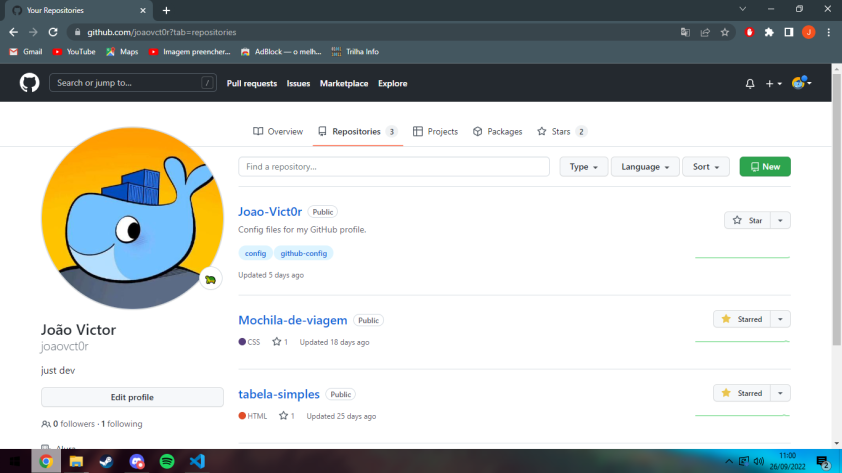 Your Repositories
github.com/joaovct0r?tab=repositories
Gmail YouTube Maps Imagem preencher... AdBlock — o melh... Trilha Info
Search or jump to... / Pull requests Issues Marketplace Explore
Overview Repositories 3 Projects Packages Stars 2
Find a repository... Type Language Sort New
Joao-Vict0r Public Star
Config files for my GitHub profile.
config github-config
Updated 5 days ago
Mochila-de-viagem Public Starred
CSS 1 Updated 18 days ago
tabela-simples Public Starred
HTML 1 Updated 25 days ago
João Victor
joaovct0r
just dev
Edit profile
0 followers · 1 following
11:00
26/09/2022
2